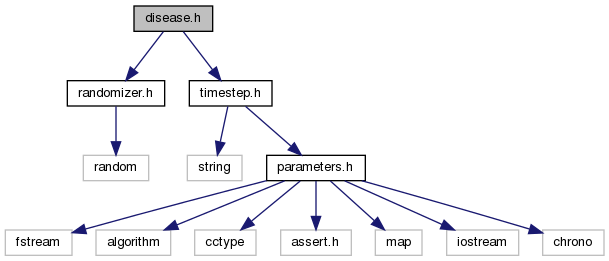 disease.h
randomizer.h
timestep.h
random
string
parameters.h
fstream
algorithm
cctype
assert.h
map
iostream
chrono